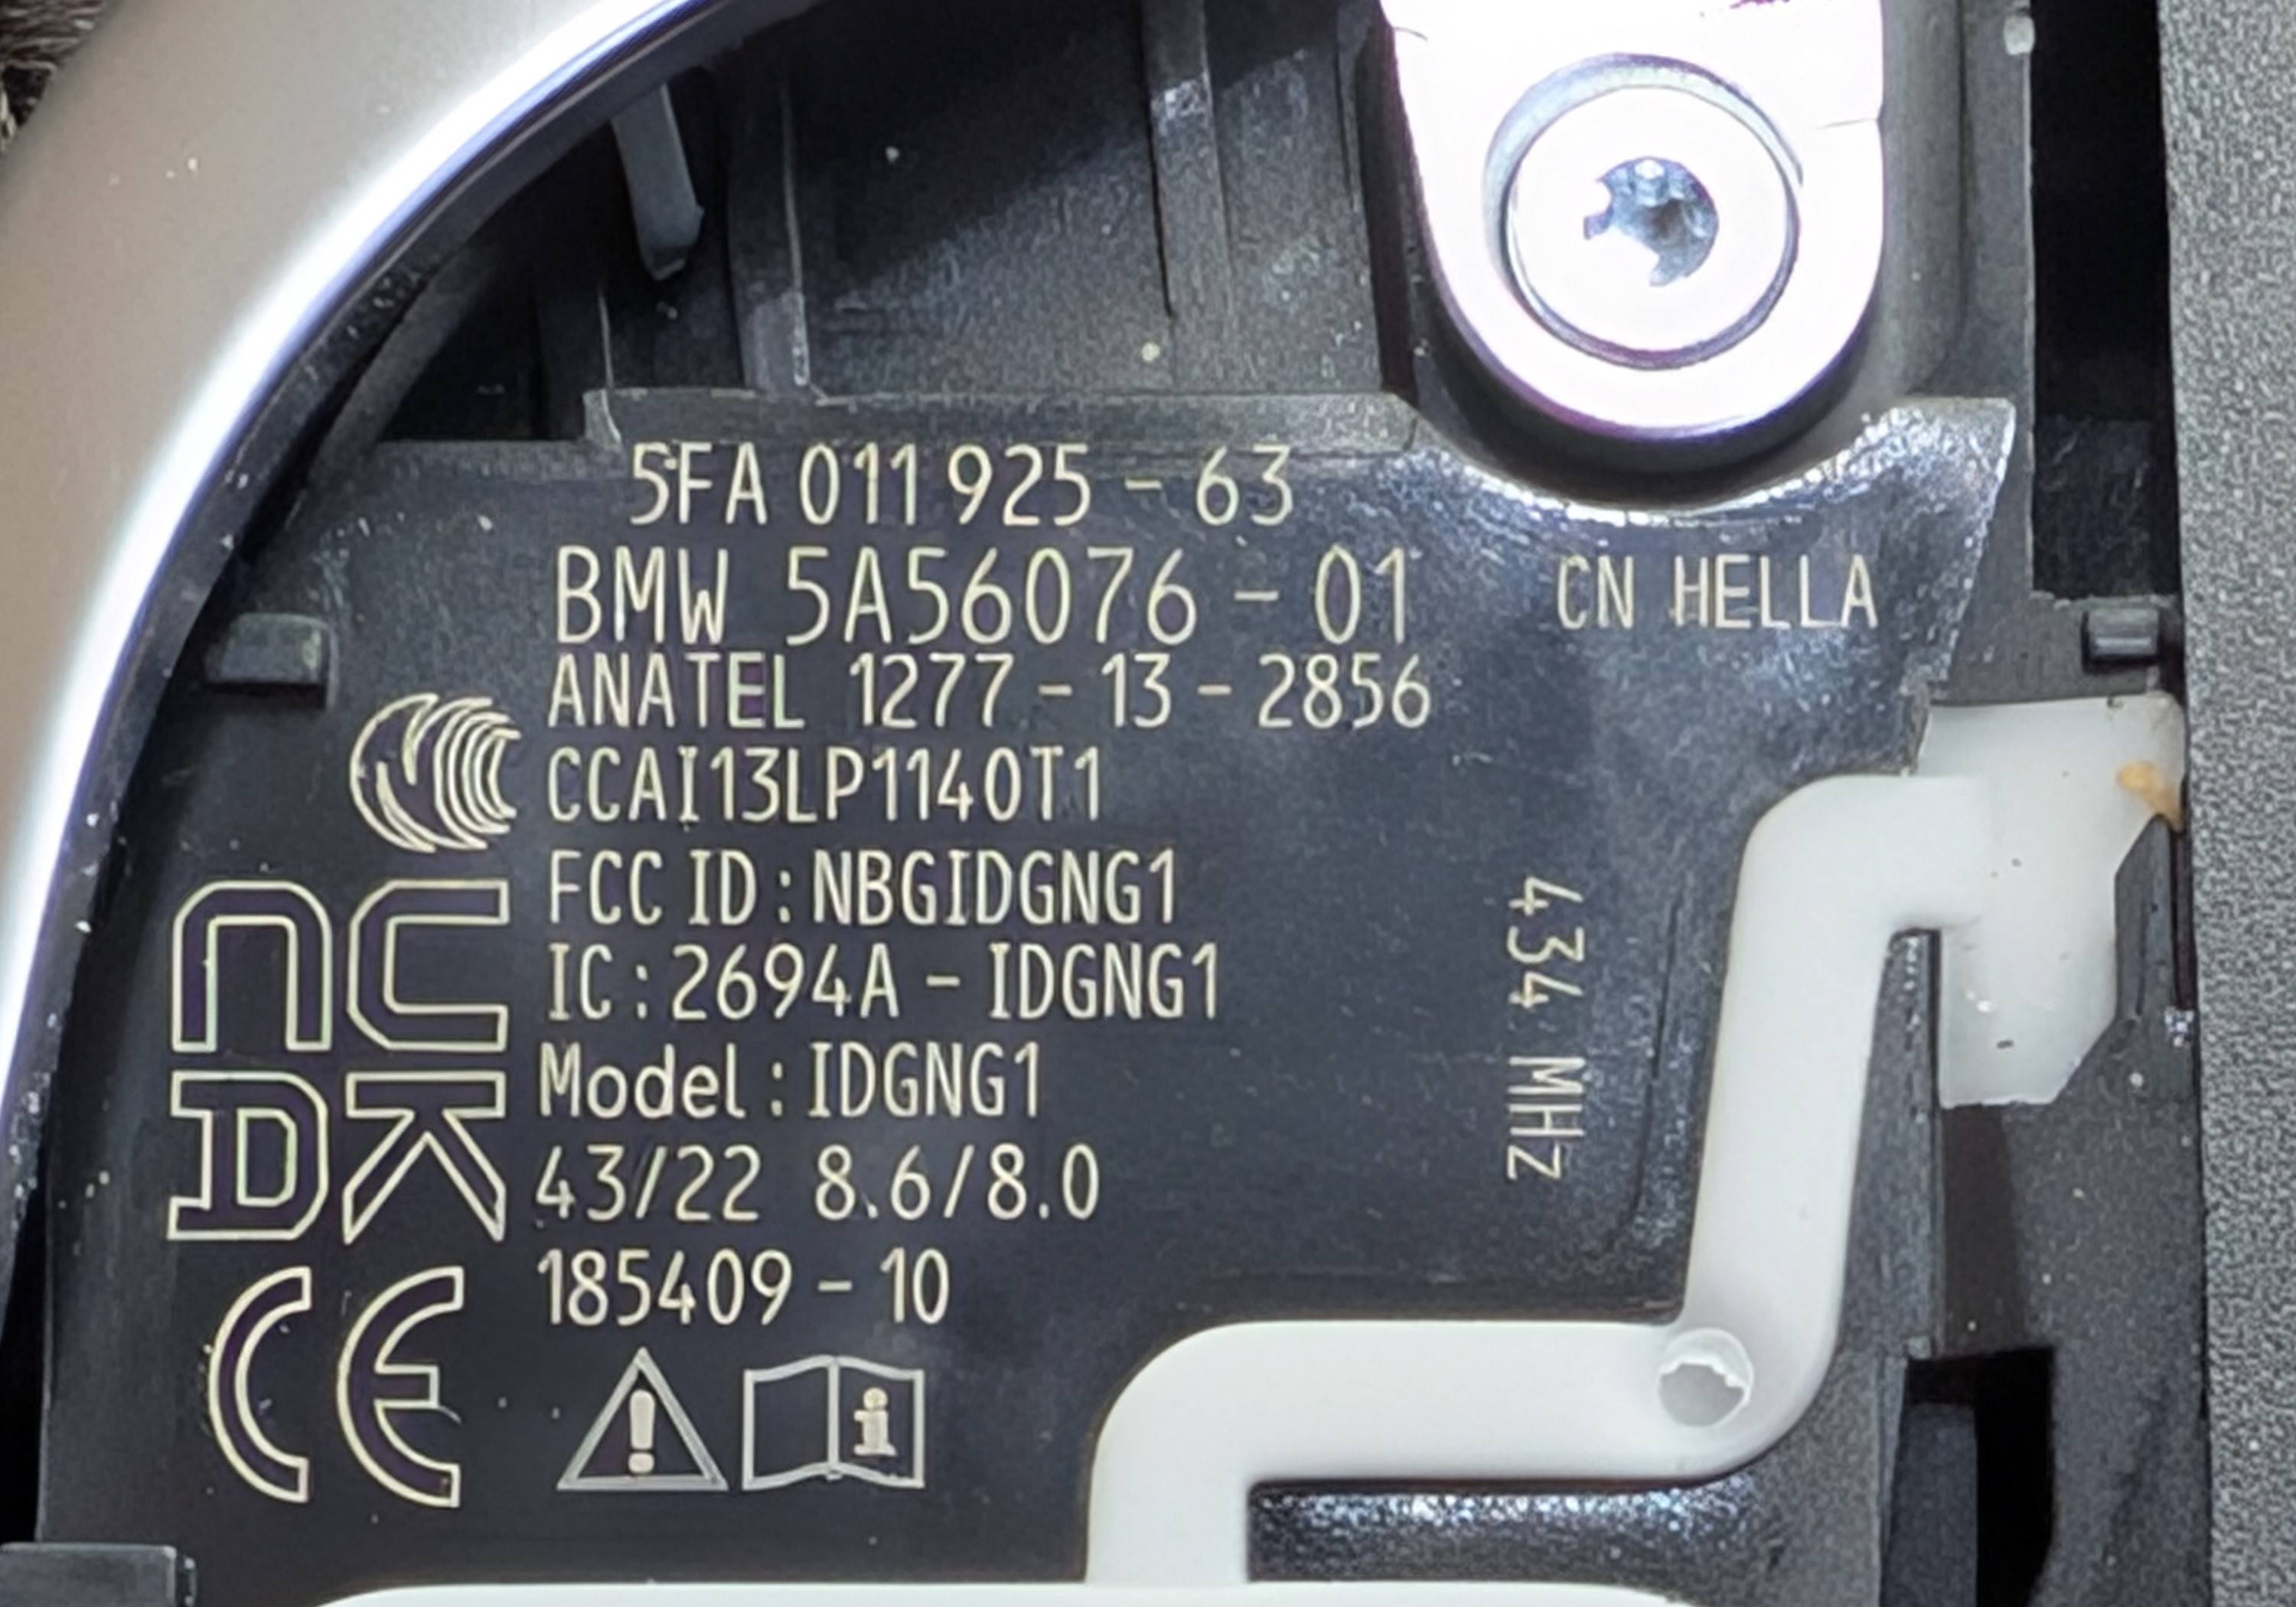 5FA 011 925 - 63
BMW 5A56076 - 01
CN HELLA
ANATEL 1277 - 13 - 2856
CCAI13LP1140T1
FCC ID : NBGIDGNG1
IC : 2694A - IDGNG1
Model : IDGNG1
43/22 8.6/8.0
185409 - 10
434 MHz
UK
CA
CE
i